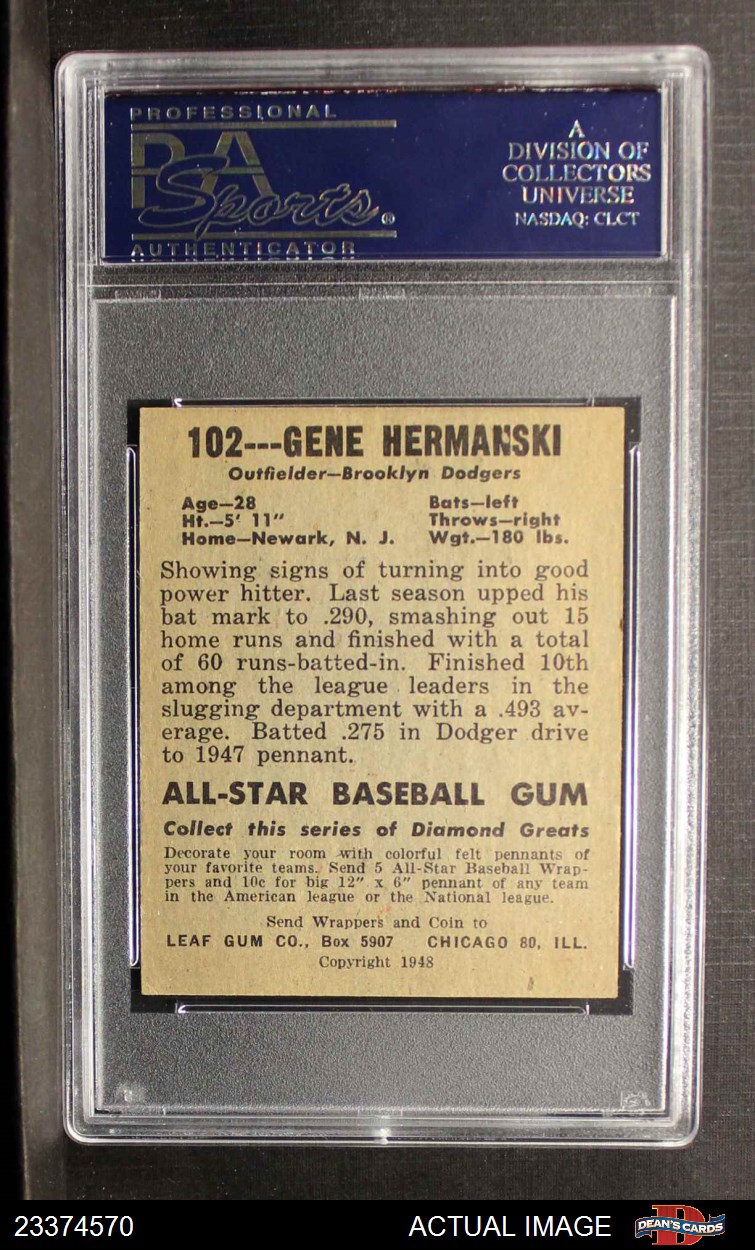 PROFESSIONAL
PSA
Sports®
AUTHENTICATOR
A
DIVISION OF
COLLECTORS
UNIVERSE
NASDAQ: CLCT
102---GENE HERMANSKI
Outfielder—Brooklyn Dodgers
Age—28 Bats—left
Ht.—5' 11" Throws—right
Home—Newark, N. J. Wgt.—180 lbs.
Showing signs of turning into good
power hitter. Last season upped his
bat mark to .290, smashing out 15
home runs and finished with a total
of 60 runs-batted-in. Finished 10th
among the league leaders in the
slugging department with a .493 av-
erage. Batted .275 in Dodger drive
to 1947 pennant.
ALL-STAR BASEBALL GUM
Collect this series of Diamond Greats
Decorate your room with colorful felt pennants of
your favorite teams. Send 5 All-Star Baseball Wrap-
pers and 10c for big 12" x 6" pennant of any team
in the American league or the National league.
Send Wrappers and Coin to
LEAF GUM CO., Box 5907 CHICAGO 80, ILL.
Copyright 1948
23374570 ACTUAL IMAGE DEAN'S CARDS